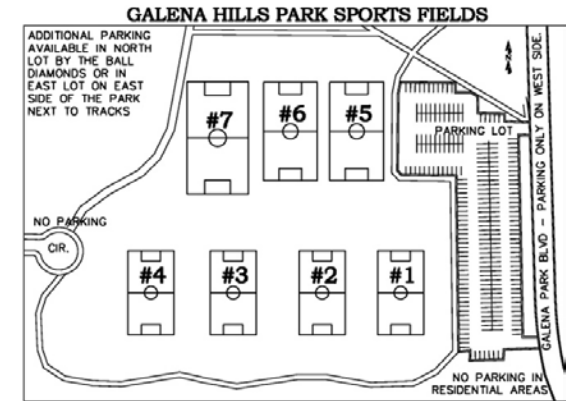 GALENA HILLS PARK SPORTS FIELDS
ADDITIONAL PARKING
AVAILABLE IN NORTH
LOT BY THE BALL
DIAMONDS OR IN
EAST LOT ON EAST
SIDE OF THE PARK
NEXT TO TRACKS
N
#7
#6
#5
PARKING LOT
GALENA PARK BLVD - PARKING ONLY ON WEST SIDE.
NO PARKING
CIR.
#4
#3
#2
#1
NO PARKING IN
RESIDENTIAL AREAS